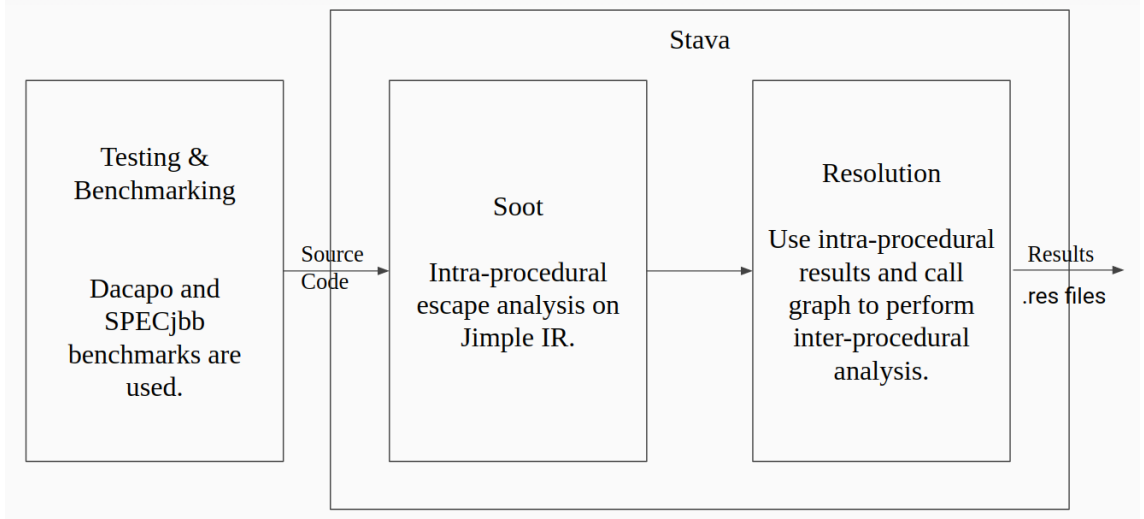 Stava
Testing &
Benchmarking
Dacapo and
SPECjbb
benchmarks are
used.
Source
Code
Soot
Intra-procedural
escape analysis on
Jimple IR.
Resolution
Use intra-procedural
results and call
graph to perform
inter-procedural
analysis.
Results
.res files